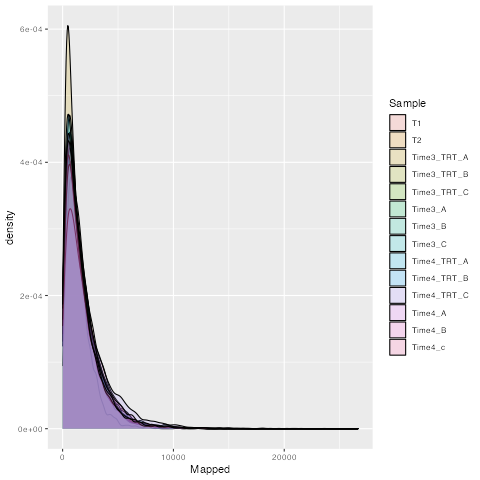 6e-04
4e-04
2e-04
0e+00
density
0
10000
20000
Mapped
Sample
T1
T2
Time3_TRT_A
Time3_TRT_B
Time3_TRT_C
Time3_A
Time3_B
Time3_C
Time4_TRT_A
Time4_TRT_B
Time4_TRT_C
Time4_A
Time4_B
Time4_c